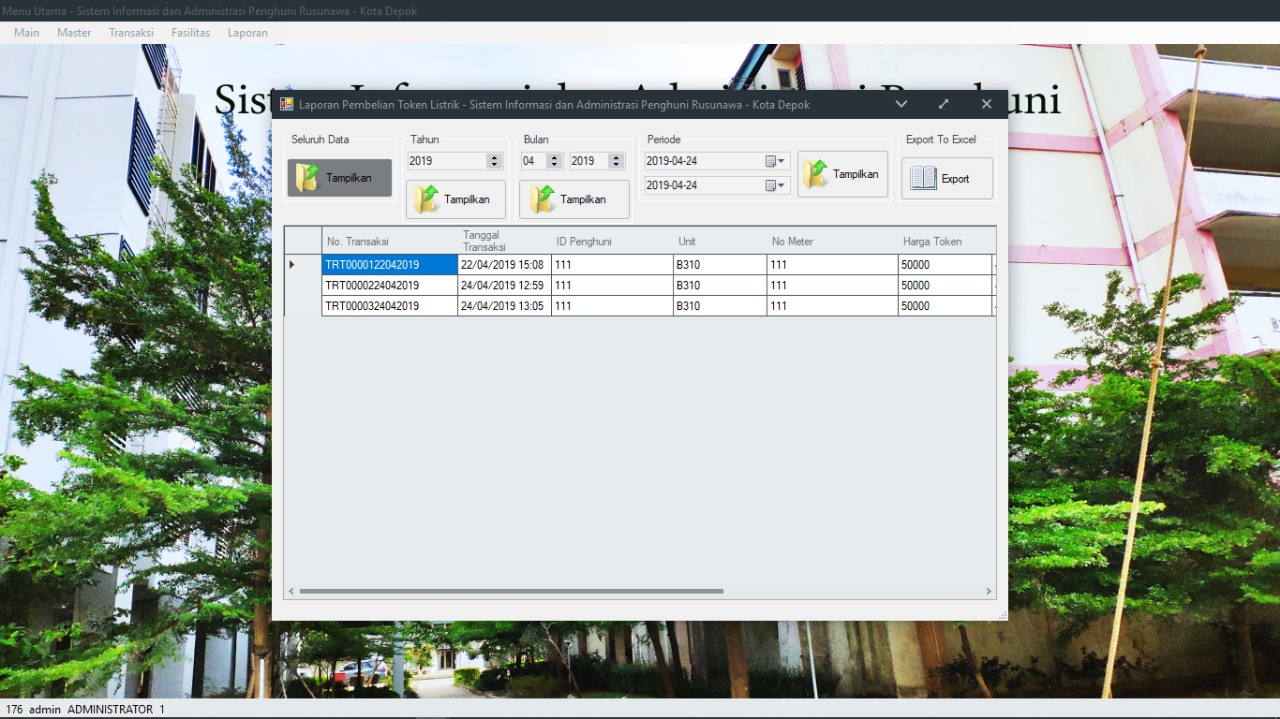 Menu Utama - Sistem Informasi dan Administrasi Penghuni Rusunawa - Kota Depok
Main Master Transaksi Fasilitas Laporan
Laporan Pembelian Token Listrik - Sistem Informasi dan Administrasi Penghuni Rusunawa - Kota Depok
Seluruh Data Tahun Bulan Periode Export To Excel
2019 04 2019 2019-04-24
Tampilkan Tampilkan Export
2019-04-24
Tampilkan Tampilkan
No. Transaksi Tanggal Transaksi ID Penghuni Unit No Meter Harga Token
TRT0000122042019 22/04/2019 15:08 111 B310 111 50000
TRT0000224042019 24/04/2019 12:59 111 B310 111 50000
TRT0000324042019 24/04/2019 13:05 111 B310 111 50000
176 admin ADMINISTRATOR 1